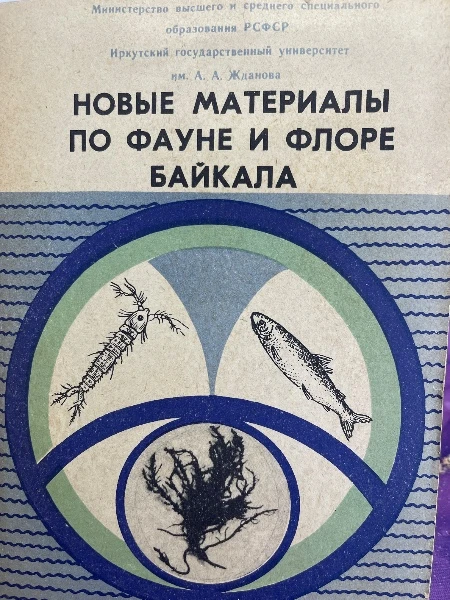 Министерство высшего и среднего специального
образования РСФСР
Иркутский государственный университет
им. А. А. Жданова
НОВЫЕ МАТЕРИАЛЫ
ПО ФАУНЕ И ФЛОРЕ
БАЙКАЛА